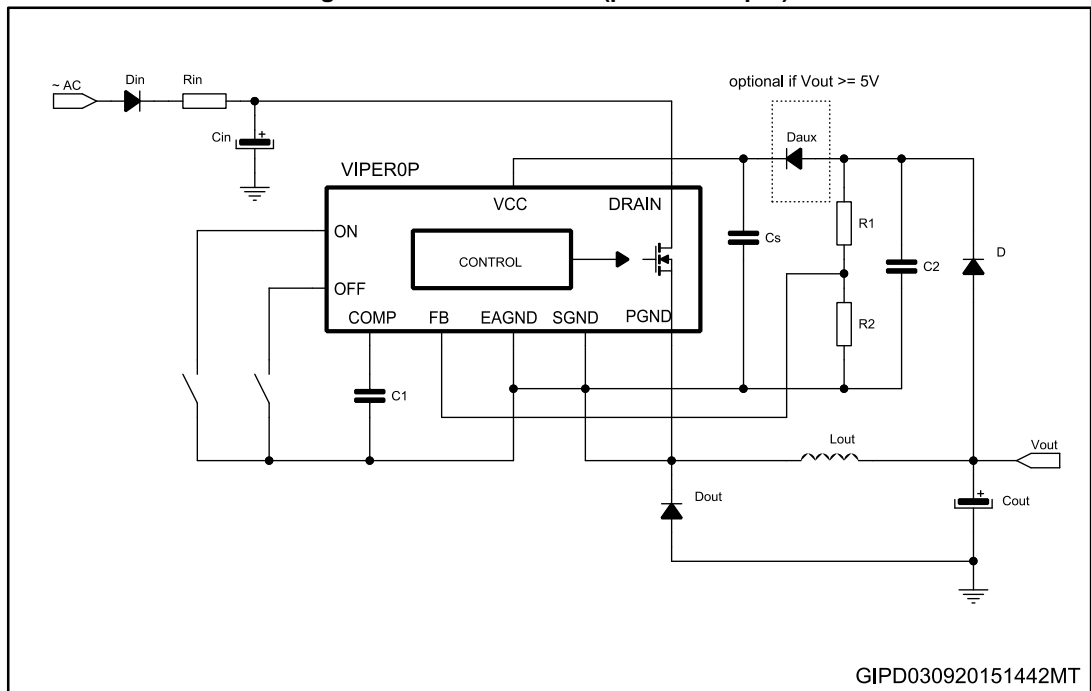 ~ AC
Din
Rin
Cin
+
optional if Vout >= 5V
Daux
VIPER0P
VCC
DRAIN
ON
OFF
CONTROL
COMP
FB
EAGND
SGND
PGND
Cs
R1
R2
C2
D
C1
Lout
Vout
Dout
+
Cout
GIPD030920151442MT